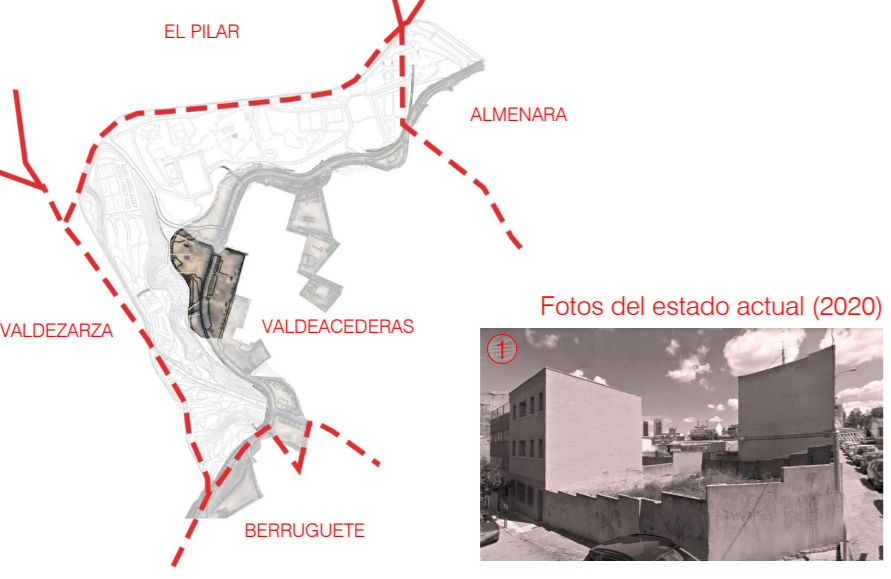 EL PILAR
ALMENARA
VALDEZARZA
VALDEACEDERAS
BERRUGUETE
Fotos del estado actual (2020)
1